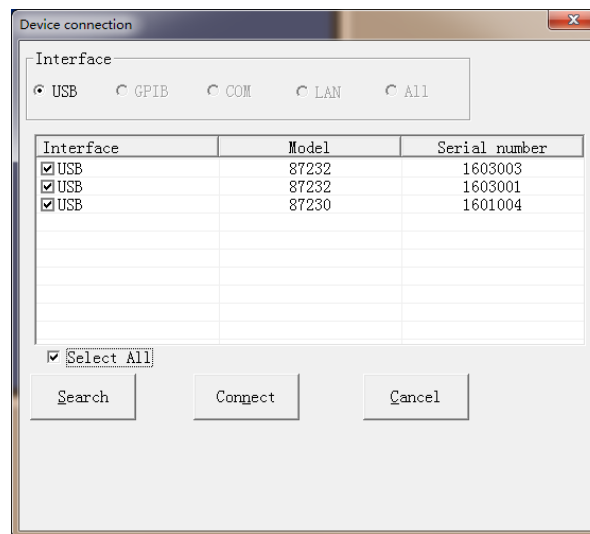 Device connection
Interface
USB GPIB COM LAN All
Interface Model Serial number
USB 87232 1603003
USB 87232 1603001
USB 87230 1601004
Select All
Search Connect Cancel